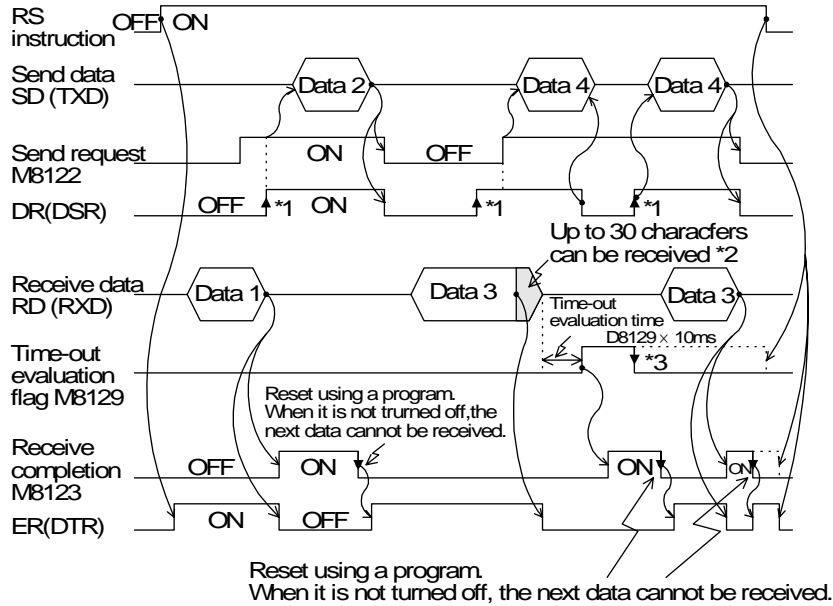 RS
instruction
OFF ON
Send data
SD (TXD)
Data 2
Data 4
Data 4
Send request
M8122
ON
OFF
DR(DSR)
OFF
*1
ON
*1
*1
Up to 30 characfers
can be received *2
Receive data
RD (RXD)
Data 1
Data 3
Data 3
Time-out
evaluation time
D8129 × 10ms
Time-out
evaluation
flag M8129
*3
Reset using a program.
When it is not trurned off,the
next data cannot be received.
Receive
completion
M8123
OFF
ON
ON
ON
ER(DTR)
ON
OFF
Reset using a program.
When it is not turned off, the next data cannot be received.